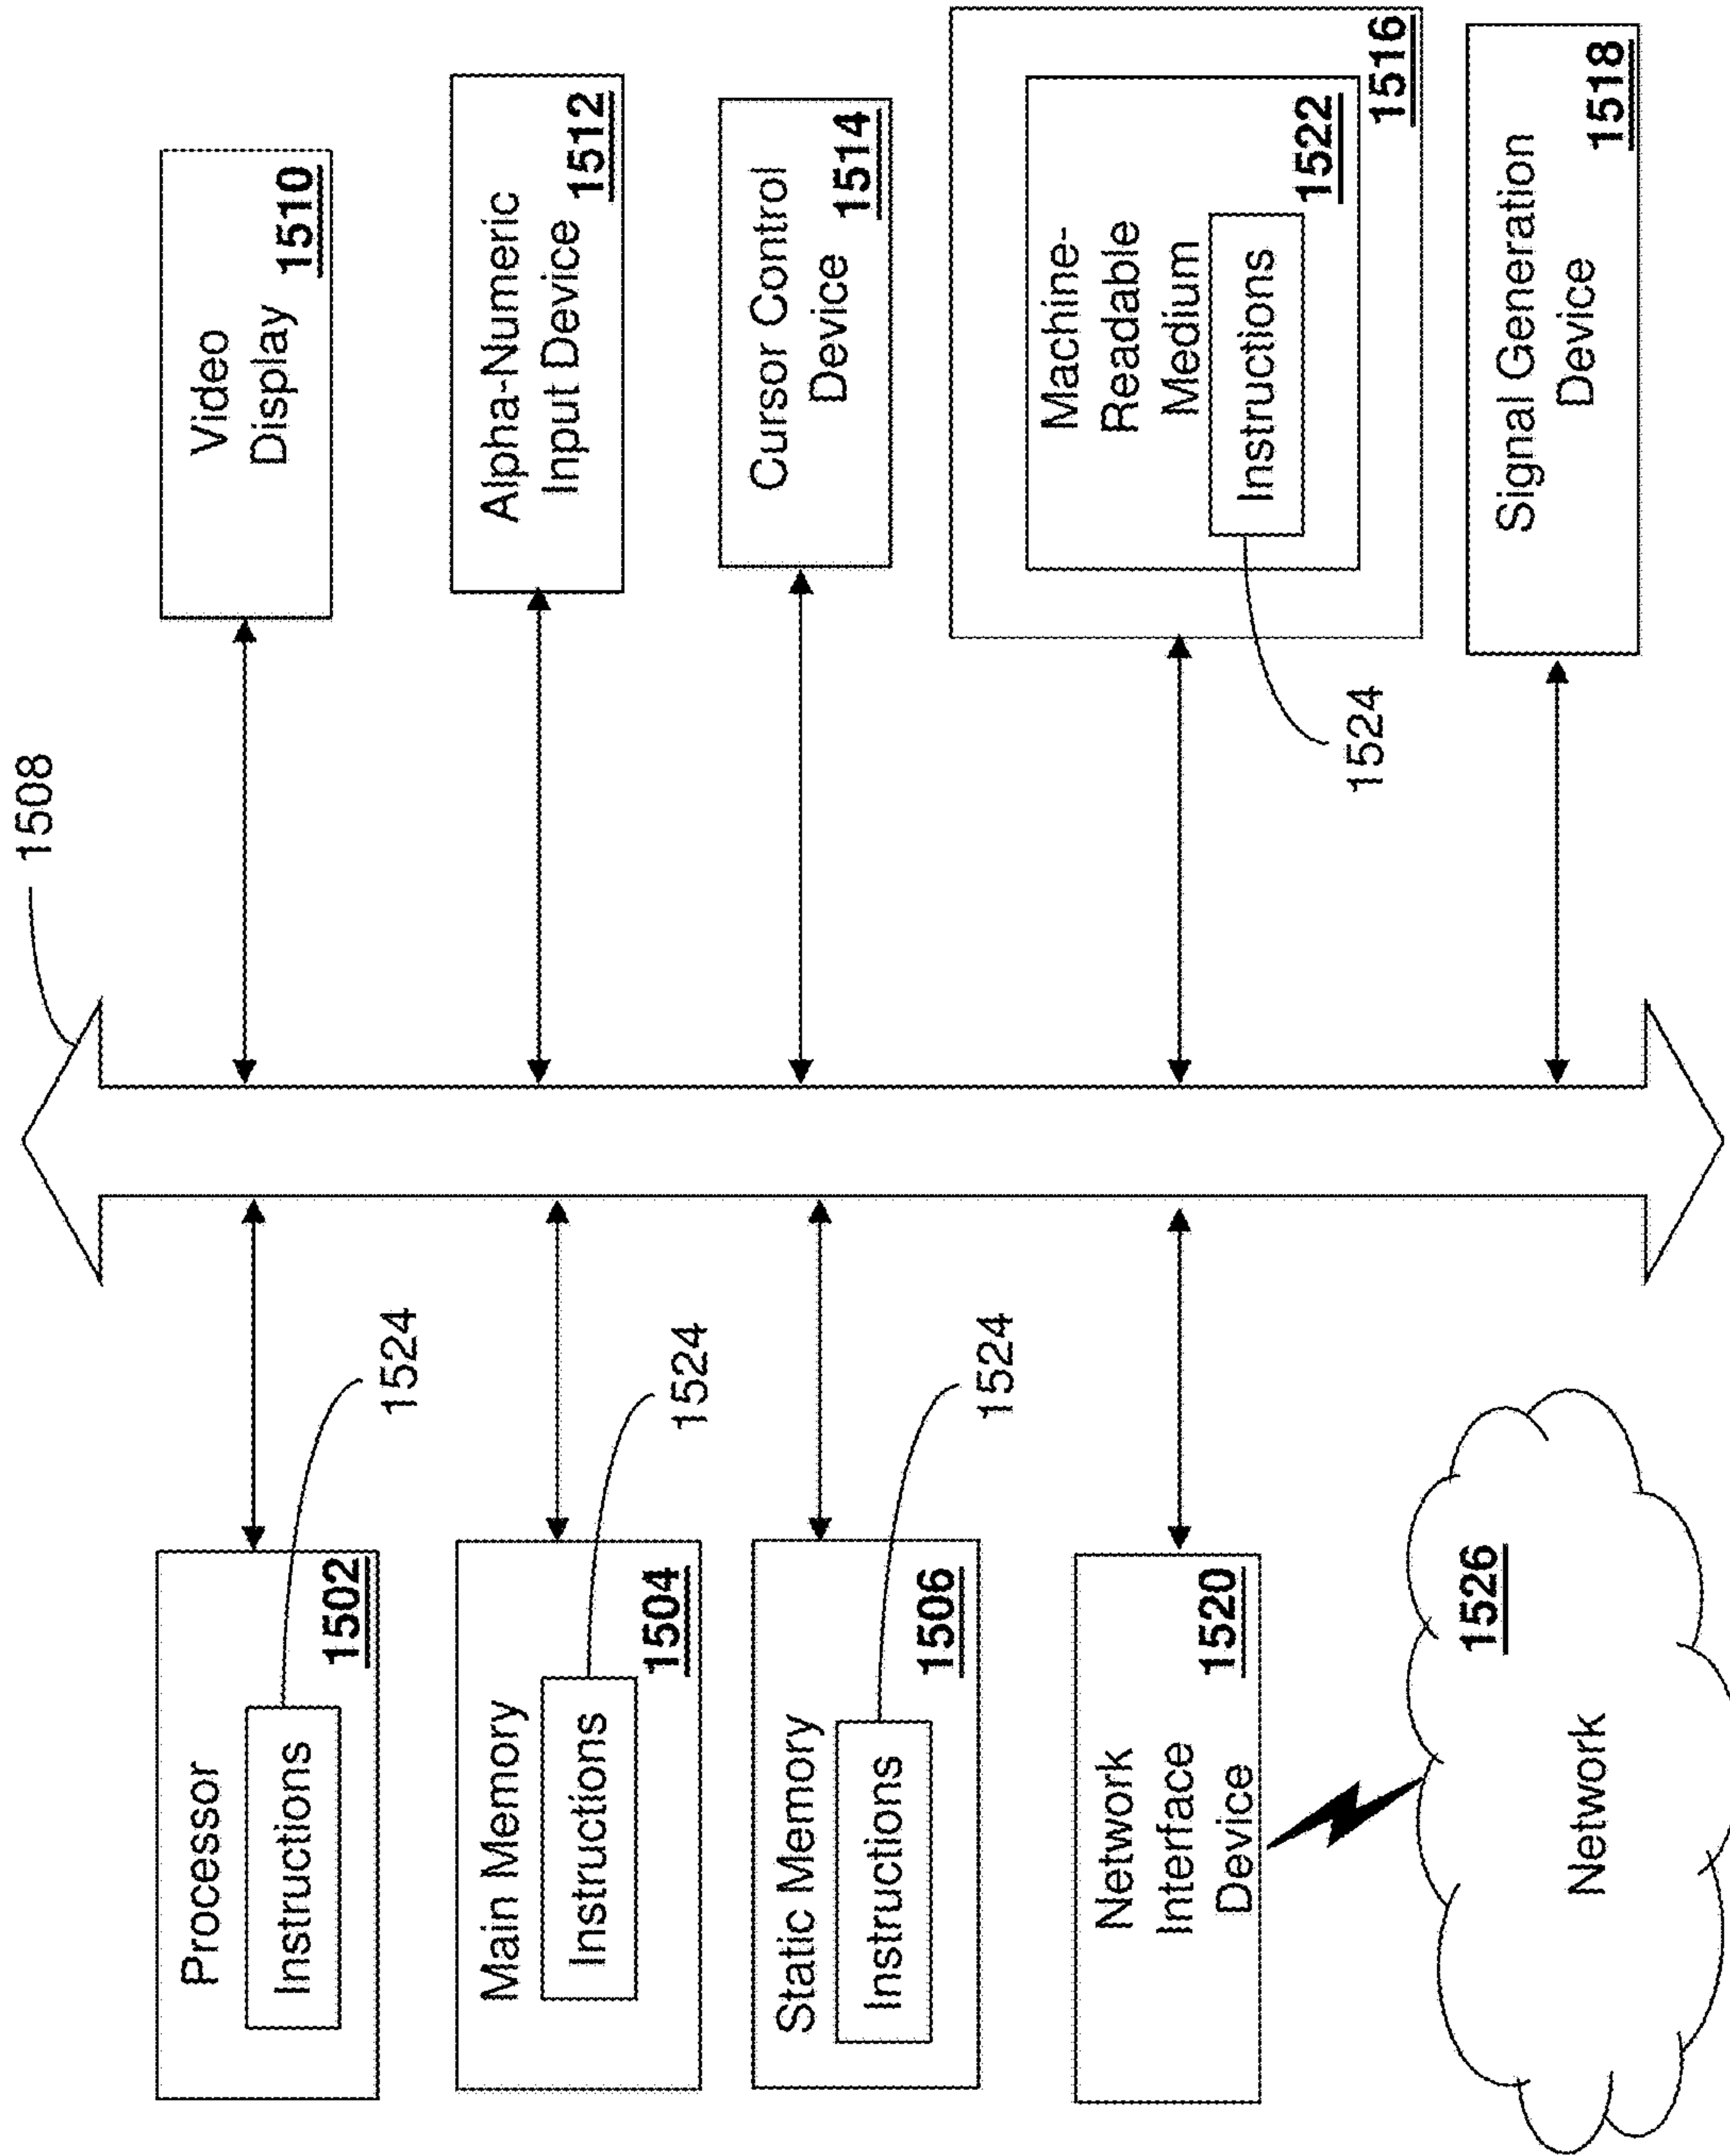 1508
Processor
Instructions
1502
1524
Main Memory
Instructions
1504
1524
Static Memory
Instructions
1506
1524
Network
Interface
Device
1520
1526
Network
Video
Display
1510
Alpha-Numeric
Input Device
1512
Cursor Control
Device
1514
Machine-
Readable
Medium
1522
Instructions
1516
1524
Signal Generation
Device
1518